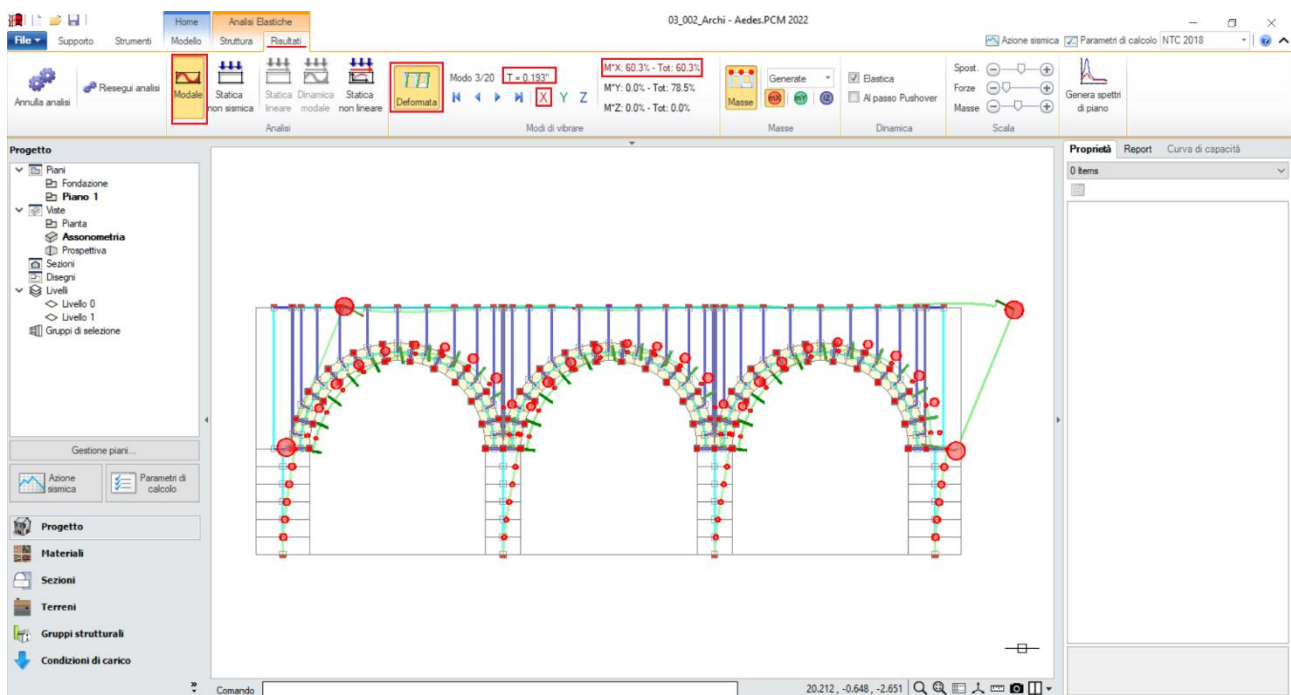 03_002_Archi - Aedes.PCM 2022
Home Analisi Elastiche
File Supporto Strumenti Modello Struttura Risultati
Azione sismica Parametri di calcolo NTC 2018
Annulla analisi
Riesegui analisi
Modale
Statica non sismica
Statica lineare
Dinamica modale
Statica non lineare
Analisi
Deformata
Modo 3/20 T = 0.193"
X Y Z
M*X: 60.3% - Tot: 60.3%
M*Y: 0.0% - Tot: 78.5%
M*Z: 0.0% - Tot: 0.0%
Modi di vibrare
Masse
Generate
mX mY IZ
Masse
Elastica
Al passo Pushover
Dinamica
Spost.
Forze
Masse
Scala
Genera spettri di piano
Progetto
Piani
Fondazione
Piano 1
Viste
Pianta
Assonometria
Prospettiva
Sezioni
Disegni
Livelli
Livello 0
Livello 1
Gruppi di selezione
Gestione piani...
Azione sismica
Parametri di calcolo
Progetto
Materiali
Sezioni
Terreni
Gruppi strutturali
Condizioni di carico
Proprietà Report Curva di capacità
0 Items
Comando
20.212 , -0.648 , -2.651